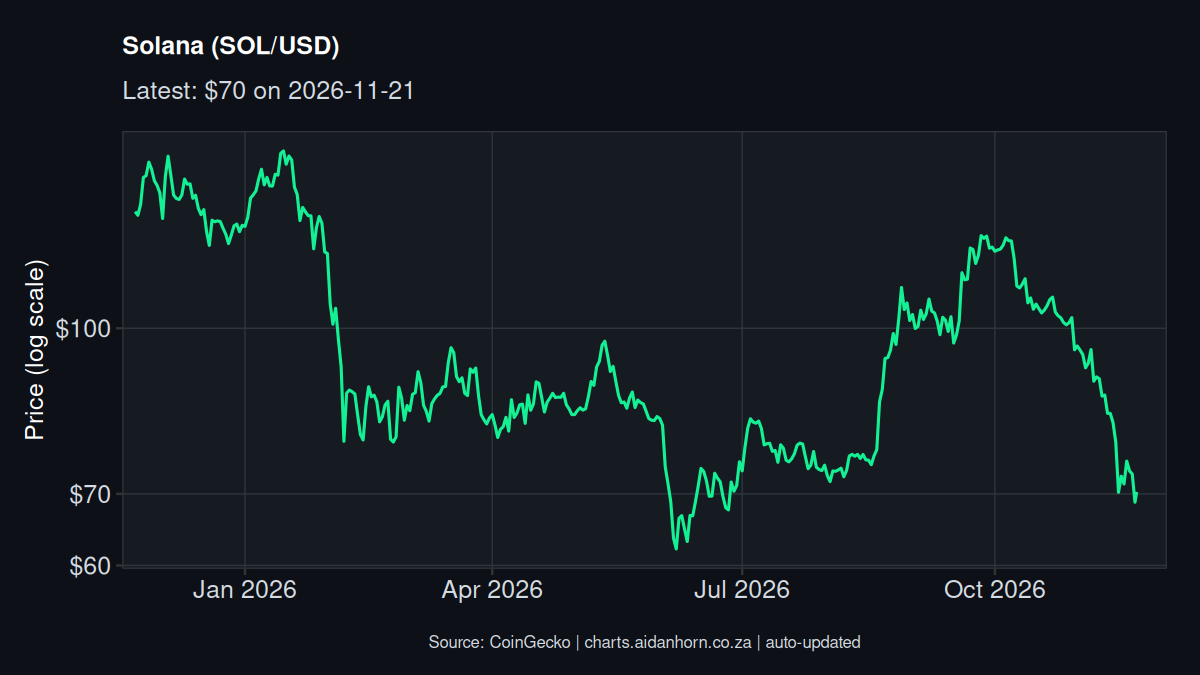 Solana (SOL/USD)
Latest: $70 on 2026-11-21
Price (log scale)
$100
$70
$60
Jan 2026
Apr 2026
Jul 2026
Oct 2026
Source: CoinGecko | charts.aidanhorn.co.za | auto-updated